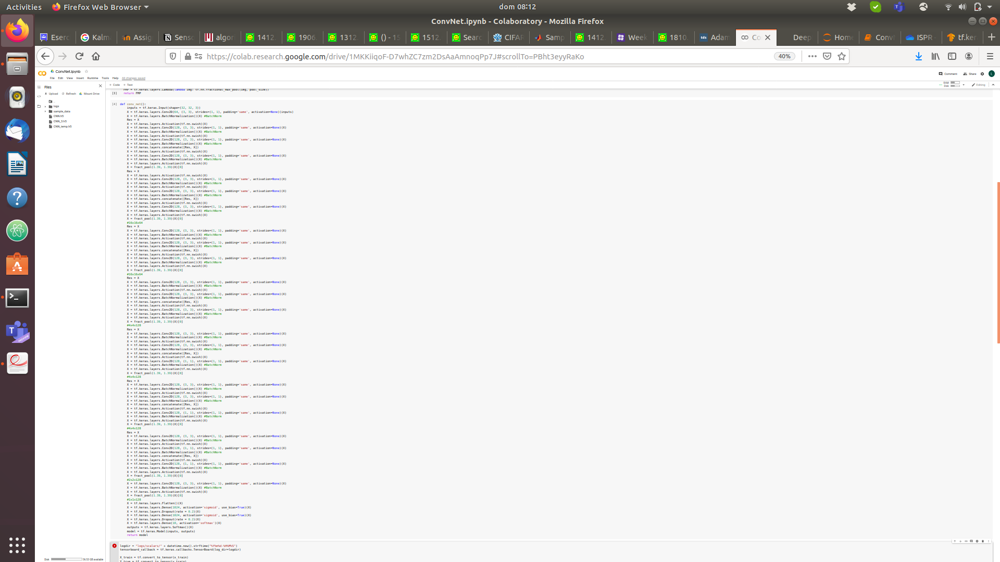 Activities
Firefox Web Browser
dom 08:12
ConvNet.ipynb - Colaboratory - Mozilla Firefox
Eserc
Kalm
Assig
Sens
algor
1412.
1906.
1312.
() - 15
1512.
Searc
CIFAR
Samp
1412.
Week
1810.
tds
Adam
Co
Deep
Home
Conv
ISPR -
tf.ker
https://colab.research.google.com/drive/1MKKiiqoF-D7whZC7zm2DsAaAmnoqPp7J#scrollTo=PBht3eyyRaKo
40%
ConvNet.ipynb
File Edit View Insert Runtime Tools Help All changes saved
Comment Share
L
+ Code + Text
RAM
Disk
Editing
Files
Upload Refresh Mount Drive
..
logs
sample_data
CNN.h5
CNN_3.h5
CNN_temp.h5
FMP = tf.keras.layers.Lambda(lambda img: tf.nn.fractional_max_pool(img, pool_size))
[3] return FMP
[4] def conv_net():
inputs = tf.keras.Input(shape=(32, 32, 3))
X = tf.keras.layers.Conv2D(64, (3, 3), strides=(1, 1), padding='same', activation=None)(inputs)
X = tf.keras.layers.BatchNormalization()(X) #BatchNorm
Res = X
X = tf.keras.layers.Activation(tf.nn.swish)(X)
X = tf.keras.layers.Conv2D(128, (3, 3), strides=(1, 1), padding='same', activation=None)(X)
X = tf.keras.layers.BatchNormalization()(X) #BatchNorm
X = tf.keras.layers.Activation(tf.nn.swish)(X)
X = tf.keras.layers.Conv2D(128, (3, 3), strides=(1, 1), padding='same', activation=None)(X)
X = tf.keras.layers.BatchNormalization()(X) #BatchNorm
X = tf.keras.layers.concatenate([Res, X])
X = tf.keras.layers.Activation(tf.nn.swish)(X)
X = tf.keras.layers.Conv2D(128, (3, 3), strides=(1, 1), padding='same', activation=None)(X)
X = tf.keras.layers.BatchNormalization()(X) #BatchNorm
X = tf.keras.layers.Activation(tf.nn.swish)(X)
X = fract_pool(1.39, 1.39)(X)[0]
Res = X
X = tf.keras.layers.Activation(tf.nn.swish)(X)
X = tf.keras.layers.Conv2D(128, (3, 3), strides=(1, 1), padding='same', activation=None)(X)
X = tf.keras.layers.BatchNormalization()(X) #BatchNorm
X = tf.keras.layers.Activation(tf.nn.swish)(X)
X = tf.keras.layers.Conv2D(128, (3, 3), strides=(1, 1), padding='same', activation=None)(X)
X = tf.keras.layers.BatchNormalization()(X) #BatchNorm
X = tf.keras.layers.concatenate([Res, X])
X = tf.keras.layers.Activation(tf.nn.swish)(X)
X = tf.keras.layers.Conv2D(128, (3, 3), strides=(1, 1), padding='same', activation=None)(X)
X = tf.keras.layers.BatchNormalization()(X) #BatchNorm
X = tf.keras.layers.Activation(tf.nn.swish)(X)
X = fract_pool(1.39, 1.39)(X)[0]
#16x16x64
Res = X
X = tf.keras.layers.Conv2D(128, (3, 3), strides=(1, 1), padding='same', activation=None)(X)
X = tf.keras.layers.BatchNormalization()(X) #BatchNorm
X = tf.keras.layers.Activation(tf.nn.swish)(X)
X = tf.keras.layers.Conv2D(128, (3, 3), strides=(1, 1), padding='same', activation=None)(X)
X = tf.keras.layers.BatchNormalization()(X) #BatchNorm
X = tf.keras.layers.concatenate([Res, X])
X = tf.keras.layers.Activation(tf.nn.swish)(X)
X = tf.keras.layers.Conv2D(128, (3, 3), strides=(1, 1), padding='same', activation=None)(X)
X = tf.keras.layers.BatchNormalization()(X) #BatchNorm
X = tf.keras.layers.Activation(tf.nn.swish)(X)
X = fract_pool(1.39, 1.39)(X)[0]
#16x16x64
Res = X
X = tf.keras.layers.Conv2D(128, (3, 3), strides=(1, 1), padding='same', activation=None)(X)
X = tf.keras.layers.BatchNormalization()(X) #BatchNorm
X = tf.keras.layers.Activation(tf.nn.swish)(X)
X = tf.keras.layers.Conv2D(128, (3, 3), strides=(1, 1), padding='same', activation=None)(X)
X = tf.keras.layers.BatchNormalization()(X) #BatchNorm
X = tf.keras.layers.concatenate([Res, X])
X = tf.keras.layers.Activation(tf.nn.swish)(X)
X = tf.keras.layers.Conv2D(128, (3, 3), strides=(1, 1), padding='same', activation=None)(X)
X = tf.keras.layers.BatchNormalization()(X) #BatchNorm
X = tf.keras.layers.Activation(tf.nn.swish)(X)
X = fract_pool(1.39, 1.39)(X)[0]
#4x4x128
Res = X
X = tf.keras.layers.Conv2D(128, (3, 3), strides=(1, 1), padding='same', activation=None)(X)
X = tf.keras.layers.BatchNormalization()(X) #BatchNorm
X = tf.keras.layers.Activation(tf.nn.swish)(X)
X = tf.keras.layers.Conv2D(128, (3, 3), strides=(1, 1), padding='same', activation=None)(X)
X = tf.keras.layers.BatchNormalization()(X) #BatchNorm
X = tf.keras.layers.concatenate([Res, X])
X = tf.keras.layers.Activation(tf.nn.swish)(X)
X = tf.keras.layers.Conv2D(128, (1, 1), strides=(1, 1), padding='same', activation=None)(X)
X = tf.keras.layers.BatchNormalization()(X) #BatchNorm
X = tf.keras.layers.Activation(tf.nn.swish)(X)
X = fract_pool(1.39, 1.39)(X)[0]
#4x4x128
Res = X
X = tf.keras.layers.Conv2D(128, (3, 3), strides=(1, 1), padding='same', activation=None)(X)
X = tf.keras.layers.BatchNormalization()(X) #BatchNorm
X = tf.keras.layers.Activation(tf.nn.swish)(X)
X = tf.keras.layers.Conv2D(128, (3, 3), strides=(1, 1), padding='same', activation=None)(X)
X = tf.keras.layers.BatchNormalization()(X) #BatchNorm
X = tf.keras.layers.concatenate([Res, X])
X = tf.keras.layers.Activation(tf.nn.swish)(X)
X = tf.keras.layers.Conv2D(128, (1, 1), strides=(1, 1), padding='same', activation=None)(X)
X = tf.keras.layers.BatchNormalization()(X) #BatchNorm
X = tf.keras.layers.Activation(tf.nn.swish)(X)
X = fract_pool(1.39, 1.39)(X)[0]
#4x4x128
Res = X
X = tf.keras.layers.Conv2D(128, (3, 3), strides=(1, 1), padding='same', activation=None)(X)
X = tf.keras.layers.BatchNormalization()(X) #BatchNorm
X = tf.keras.layers.Activation(tf.nn.swish)(X)
X = tf.keras.layers.Conv2D(128, (1, 1), strides=(1, 1), padding='same', activation=None)(X)
X = tf.keras.layers.BatchNormalization()(X) #BatchNorm
X = tf.keras.layers.concatenate([Res, X])
X = tf.keras.layers.Activation(tf.nn.swish)(X)
X = tf.keras.layers.Conv2D(128, (1, 1), strides=(1, 1), padding='same', activation=None)(X)
X = tf.keras.layers.BatchNormalization()(X) #BatchNorm
X = tf.keras.layers.Activation(tf.nn.swish)(X)
X = fract_pool(1.39, 1.39)(X)[0]
#2x2x128
X = tf.keras.layers.Conv2D(128, (3, 3), strides=(1, 1), padding='same', activation=None)(X)
X = tf.keras.layers.BatchNormalization()(X) #BatchNorm
X = tf.keras.layers.Activation(tf.nn.swish)(X)
X = fract_pool(1.39, 1.39)(X)[0]
#1x1x128
X = tf.keras.layers.Flatten()(X)
X = tf.keras.layers.Dense(1024, activation='sigmoid', use_bias=True)(X)
X = tf.keras.layers.Dropout(rate = 0.2)(X)
X = tf.keras.layers.Dense(1024, activation='sigmoid', use_bias=True)(X)
X = tf.keras.layers.Dropout(rate = 0.2)(X)
X = tf.keras.layers.Dense(10, activation='softmax')(X)
outputs = tf.keras.layers.Softmax()(X)
model = tf.keras.Model(inputs, outputs)
return model
logdir = "logs/scalars/" + datetime.now().strftime("%Y%m%d-%H%M%S")
tensorboard_callback = tf.keras.callbacks.TensorBoard(log_dir=logdir)
X_train = tf.convert_to_tensor(x_train)
Y_true = tf.convert_to_tensor(y_train)
Disk 36.53 GB available